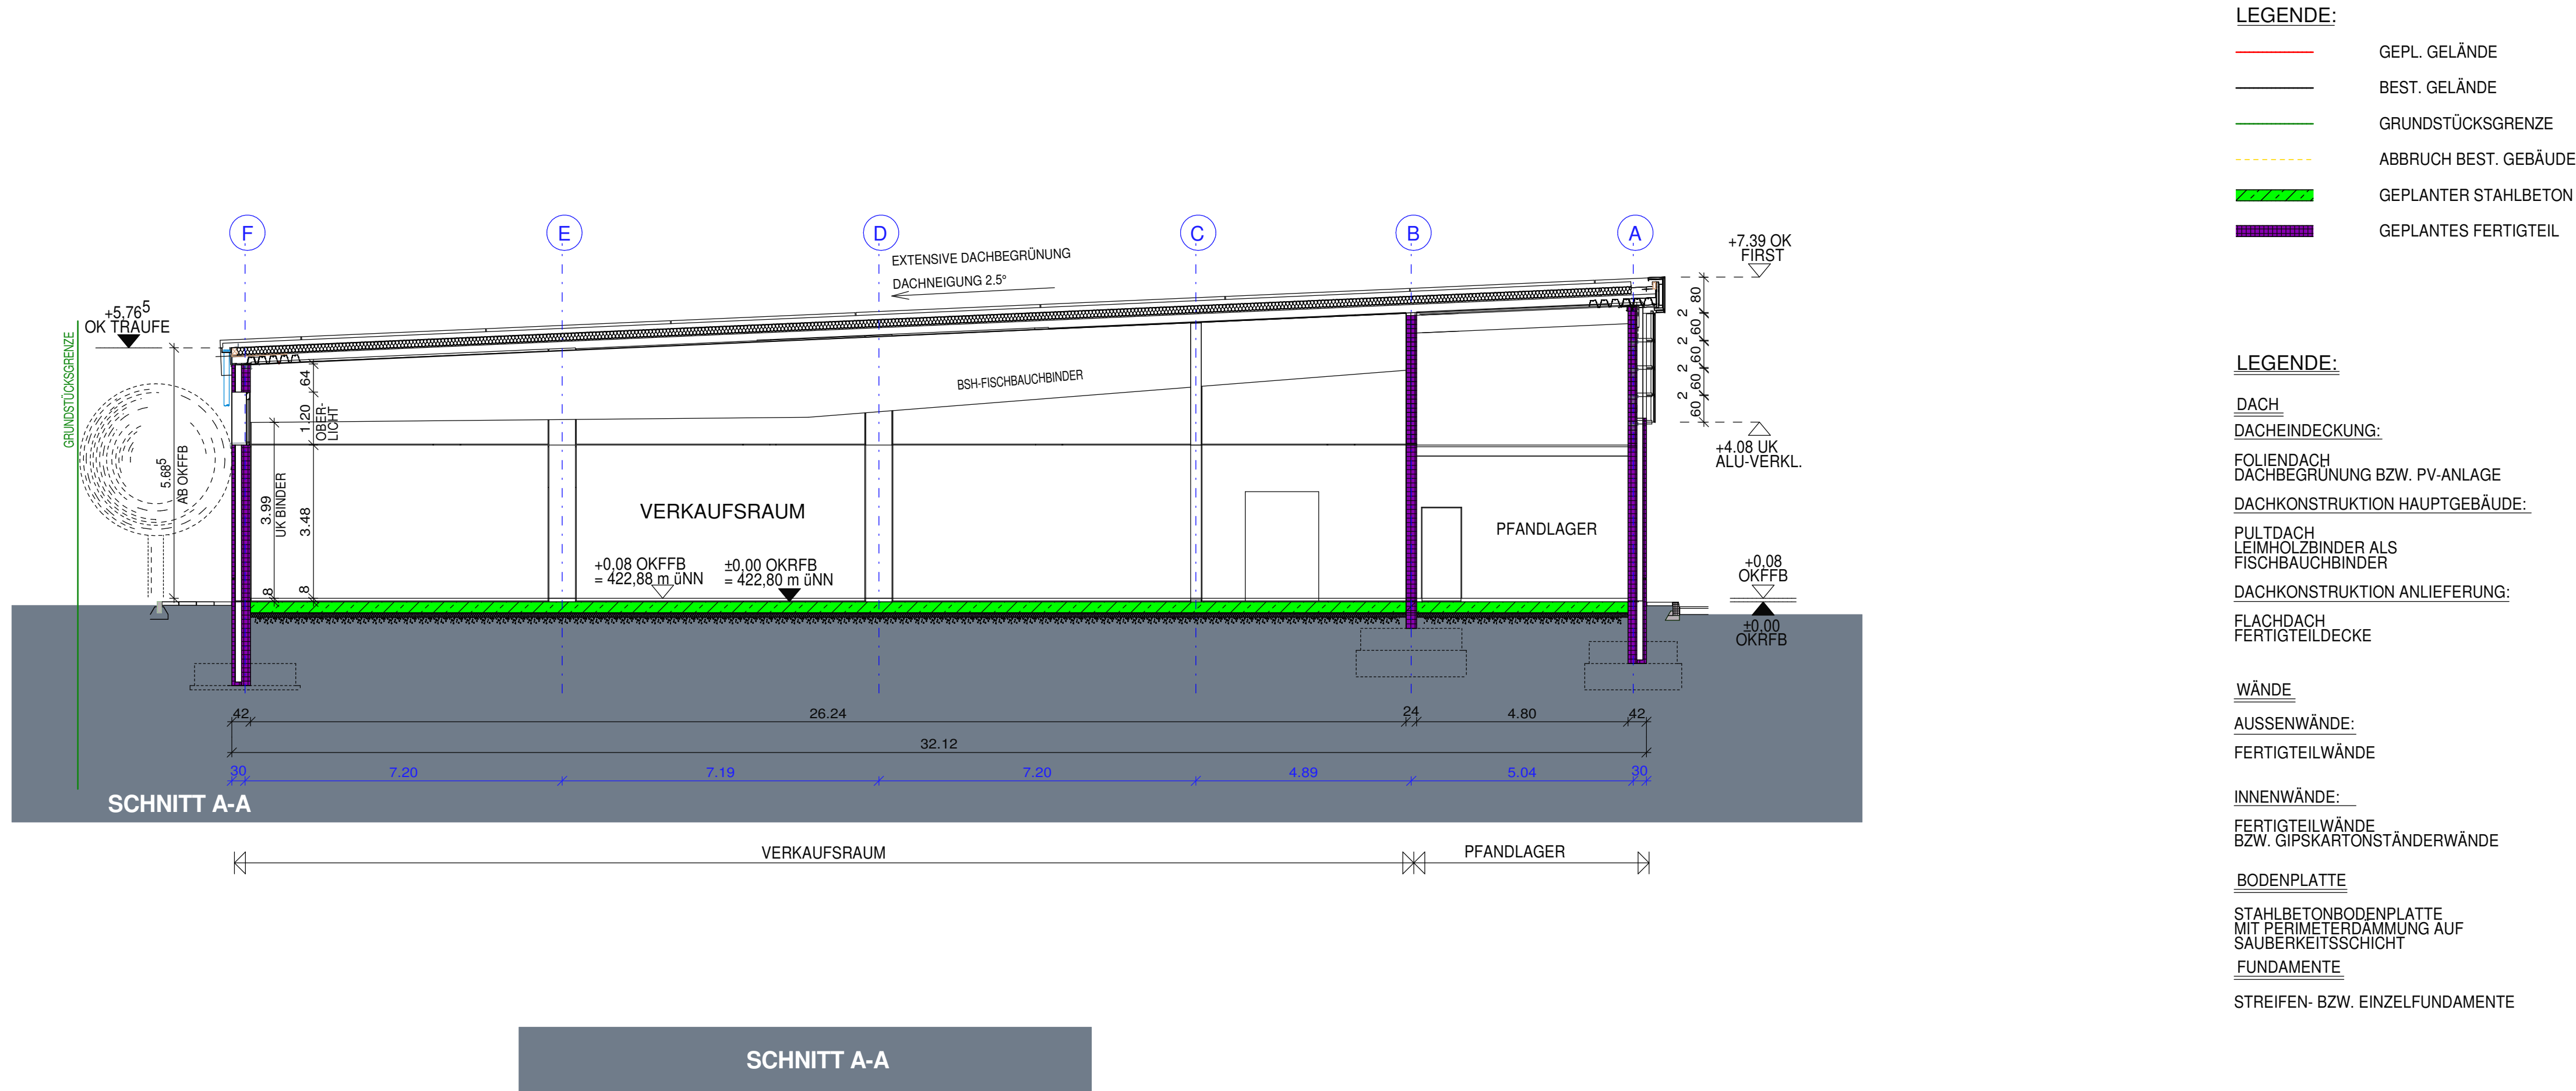 LEGENDE:
GEPL. GELÄNDE
BEST. GELÄNDE
GRUNDSTÜCKSGRENZE
ABBRUCH BEST. GEBÄUDE
GEPLANTER STAHLBETON
GEPLANTES FERTIGTEIL
F
E
D
C
B
A
EXTENSIVE DACHBEGRÜNUNG
DACHNEIGUNG 2.5°
+7.39 OK
FIRST
+5,76⁵
OK TRAUFE
GRUNDSTÜCKSGRENZE
5.68⁵
AB OKFFB
64
1.20
OBER-
LICHT
3.99
UK BINDER
3.48
8
8
BSH-FISCHBAUCHBINDER
VERKAUFSRAUM
PFANDLAGER
+0,08 OKFFB
= 422,88 m üNN
±0,00 OKRFB
= 422,80 m üNN
80
2
60
2
60
2
60
2
60
+4.08 UK
ALU-VERKL.
+0,08
OKFFB
±0,00
OKRFB
42
26.24
24
4.80
42
32.12
30
7.20
7.19
7.20
4.89
5.04
30
SCHNITT A-A
VERKAUFSRAUM
PFANDLAGER
SCHNITT A-A
LEGENDE:
DACH
DACHEINDECKUNG:
FOLIENDACH
DACHBEGRÜNUNG BZW. PV-ANLAGE
DACHKONSTRUKTION HAUPTGEBÄUDE:
PULTDACH
LEIMHOLZBINDER ALS
FISCHBAUCHBINDER
DACHKONSTRUKTION ANLIEFERUNG:
FLACHDACH
FERTIGTEILDECKE
WÄNDE
AUSSENWÄNDE:
FERTIGTEILWÄNDE
INNENWÄNDE:
FERTIGTEILWÄNDE
BZW. GIPSKARTONSTÄNDERWÄNDE
BODENPLATTE
STAHLBETONBODENPLATTE
MIT PERIMETERDÄMMUNG AUF
SAUBERKEITSSCHICHT
FUNDAMENTE
STREIFEN- BZW. EINZELFUNDAMENTE